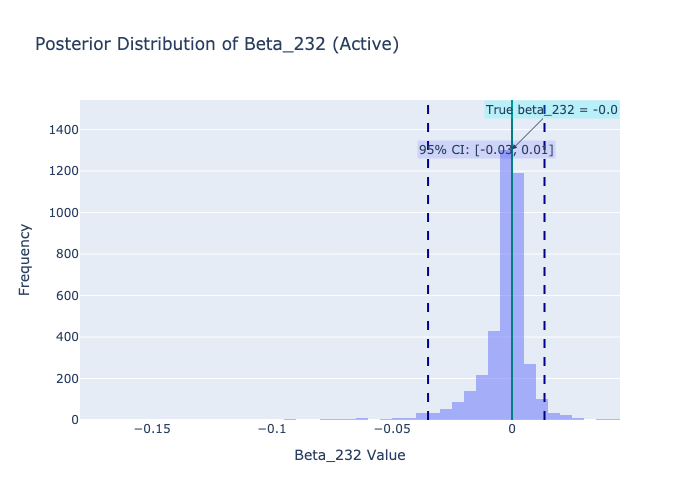 Posterior Distribution of Beta_232 (Active)
True beta_232 = -0.0
95% CI: [-0.03, 0.01]
1400
1200
1000
800
600
400
200
0
Frequency
−0.15
−0.1
−0.05
0
Beta_232 Value